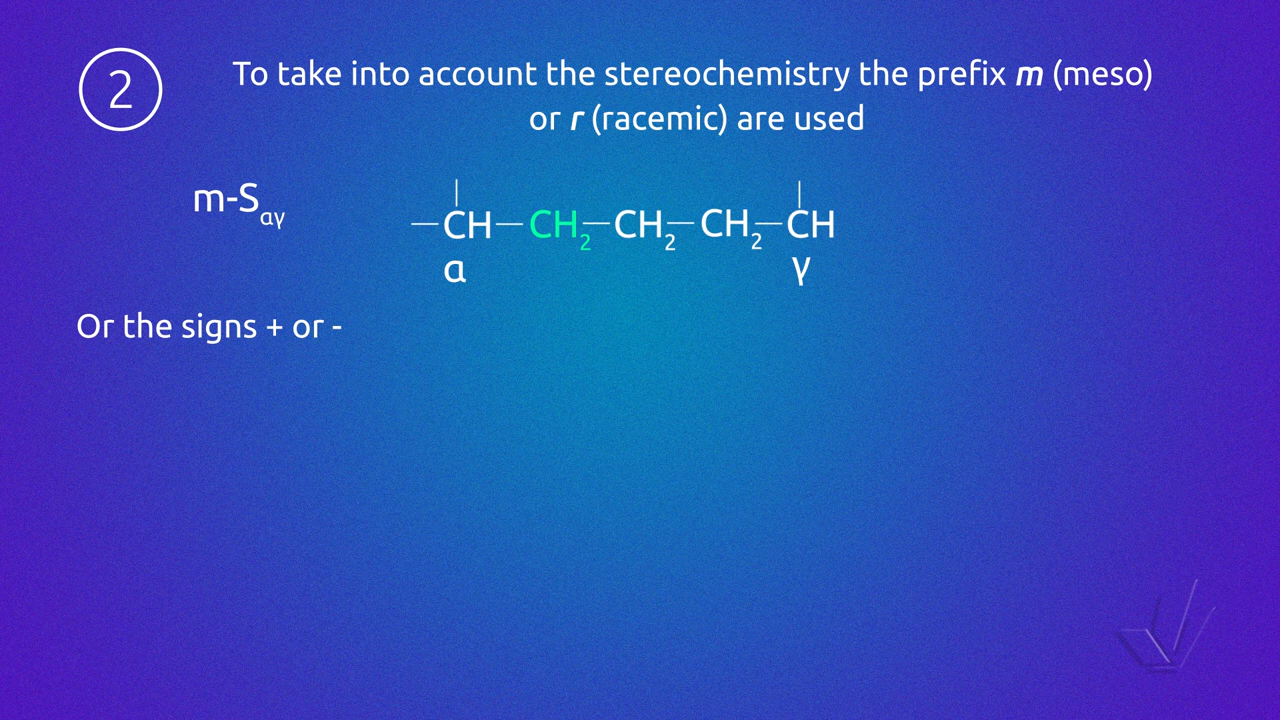 2
To take into account the stereochemistry the prefix m (meso)
or r (racemic) are used
m-Sαγ
—CH—CH₂—CH₂—CH₂—CH
α γ
Or the signs + or -